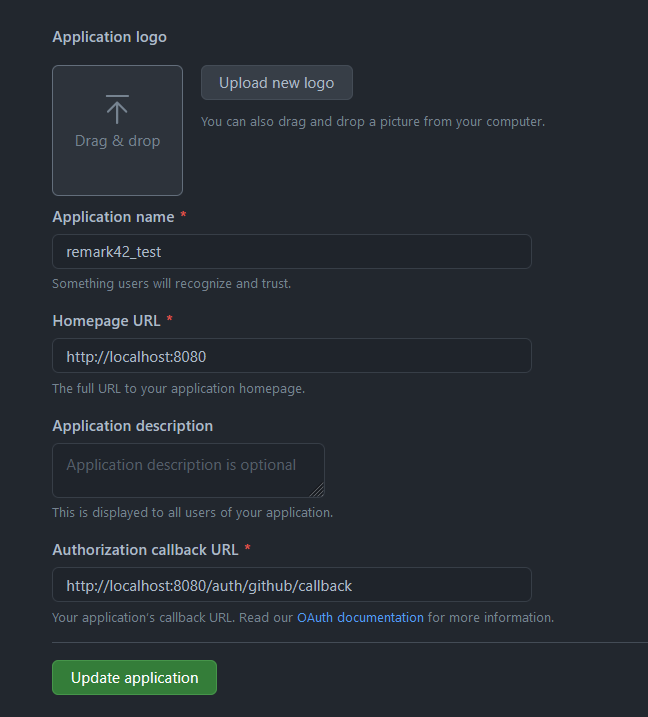 Application logo
Drag & drop
Upload new logo
You can also drag and drop a picture from your computer.
Application name *
remark42_test
Something users will recognize and trust.
Homepage URL *
http://localhost:8080
The full URL to your application homepage.
Application description
Application description is optional
This is displayed to all users of your application.
Authorization callback URL *
http://localhost:8080/auth/github/callback
Your application's callback URL. Read our OAuth documentation for more information.
Update application